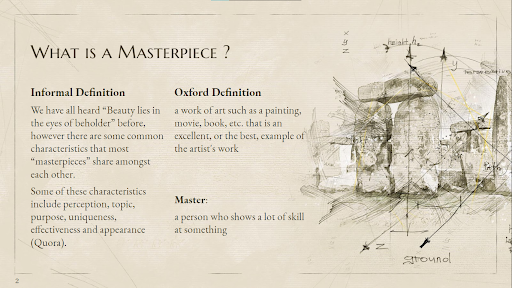 What is a Masterpiece ?
Informal Definition
We have all heard “Beauty lies in
the eyes of beholder” before,
however there are some common
characteristics that most
“masterpieces” share amongst
each other.
Some of these characteristics
include perception, topic,
purpose, uniqueness,
effectiveness and appearance
(Quora).
Oxford Definition
a work of art such as a painting,
movie, book, etc. that is an
excellent, or the best, example of
the artist's work
Master:
a person who shows a lot of skill
at something
x
y
z
height, h
y
z
ground
2